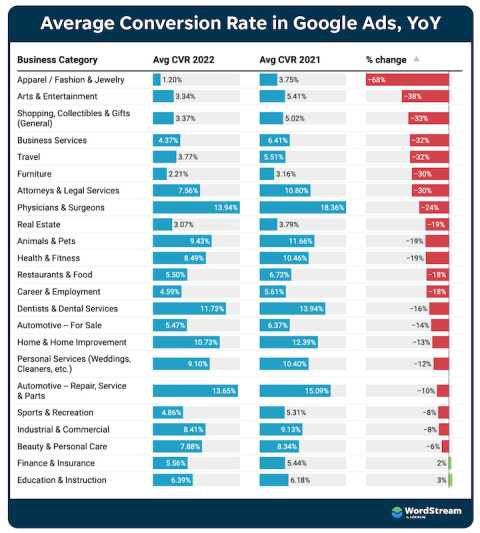 Average Conversion Rate in Google Ads, YoY
Business Category Avg CVR 2022 Avg CVR 2021 % change
Apparel / Fashion & Jewelry 1.20% 3.75% −68%
Arts & Entertainment 3.34% 5.41% −38%
Shopping, Collectibles & Gifts
(General) 3.37% 5.02% −33%
Business Services 4.37% 6.41% −32%
Travel 3.77% 5.51% −32%
Furniture 2.21% 3.16% −30%
Attorneys & Legal Services 7.56% 10.80% −30%
Physicians & Surgeons 13.94% 18.36% −24%
Real Estate 3.07% 3.79% −19%
Animals & Pets 9.43% 11.66% −19%
Health & Fitness 8.49% 10.46% −19%
Restaurants & Food 5.50% 6.72% −18%
Career & Employment 4.59% 5.61% −18%
Dentists & Dental Services 11.73% 13.94% −16%
Automotive – For Sale 5.47% 6.37% −14%
Home & Home Improvement 10.73% 12.39% −13%
Personal Services (Weddings,
Cleaners, etc.) 9.10% 10.40% −12%
Automotive – Repair, Service
& Parts 13.65% 15.09% −10%
Sports & Recreation 4.86% 5.31% −8%
Industrial & Commercial 8.41% 9.13% −8%
Beauty & Personal Care 7.88% 8.34% −6%
Finance & Insurance 5.56% 5.44% 2%
Education & Instruction 6.39% 6.18% 3%
WordStream
by LOCALiQ